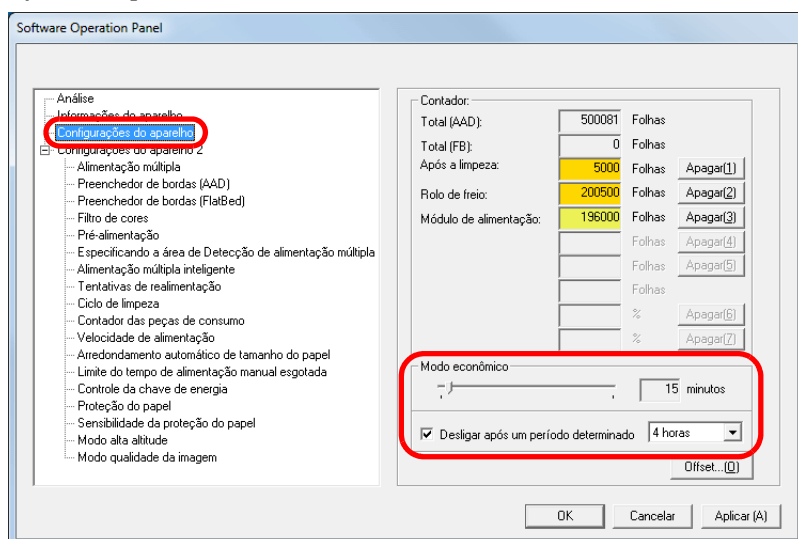 Software Operation Panel
Análise
Informações do aparelho
Configurações do aparelho
Configurações do aparelho 2
Alimentação múltipla
Preenchedor de bordas (AAD)
Preenchedor de bordas (FlatBed)
Filtro de cores
Pré-alimentação
Especificando a área de Detecção de alimentação múltipla
Alimentação múltipla inteligente
Tentativas de realimentação
Ciclo de limpeza
Contador das peças de consumo
Velocidade de alimentação
Arredondamento automático de tamanho do papel
Limite do tempo de alimentação manual esgotada
Controle da chave de energia
Proteção do papel
Sensibilidade da proteção do papel
Modo alta altitude
Modo qualidade da imagem
Contador:
Total (AAD): 500081 Folhas
Total (FB): 0 Folhas
Após a limpeza: 5000 Folhas Apagar(1)
Rolo de freio: 200500 Folhas Apagar(2)
Módulo de alimentação: 196000 Folhas Apagar(3)
Folhas Apagar(4)
Folhas Apagar(5)
Folhas
% Apagar(6)
% Apagar(7)
Modo econômico
15 minutos
Desligar após um período determinado 4 horas
Offset...(O)
OK Cancelar Aplicar (A)